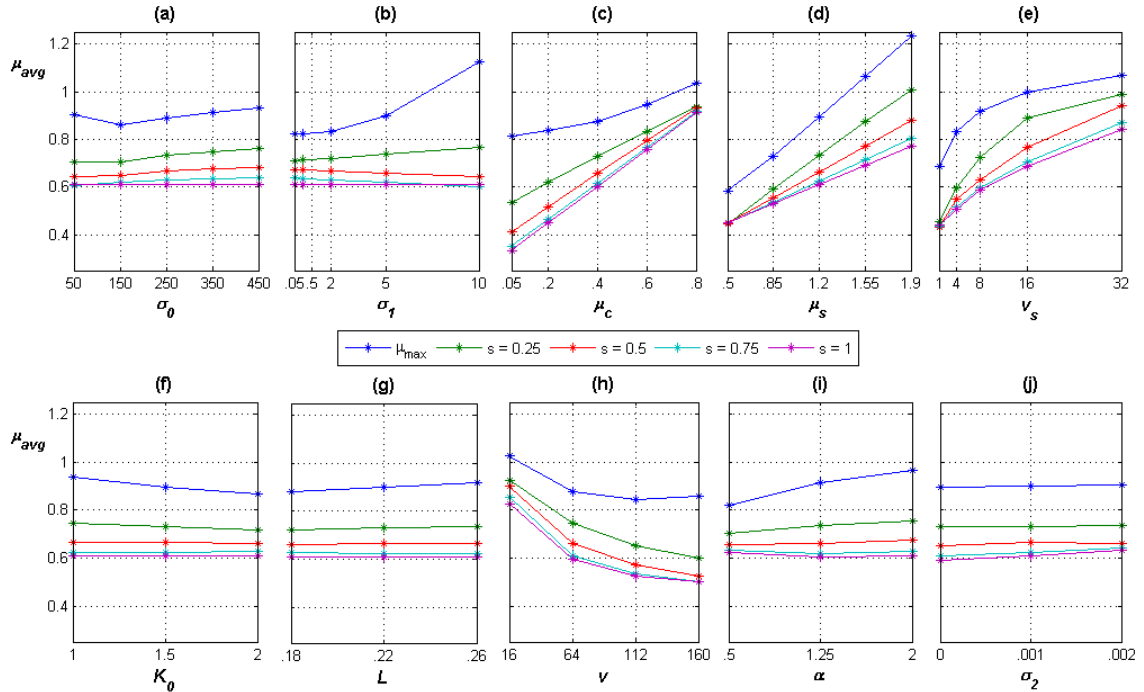 (a) (b) (c) (d) (e)
μavg
1.2
1
0.8
0.6
0.4
50 150 250 350 450 .05 .5 2 5 10 .05 .2 .4 .6 .8 .5 .85 1.2 1.55 1.9 1 4 8 16 32
σ0 σ1 μc μs vs
μmax s = 0.25 s = 0.5 s = 0.75 s = 1
(f) (g) (h) (i) (j)
μavg
1.2
1
0.8
0.6
0.4
1 1.5 2 .18 .22 .26 16 64 112 160 .5 1.25 2 0 .001 .002
K0 L v α σ2